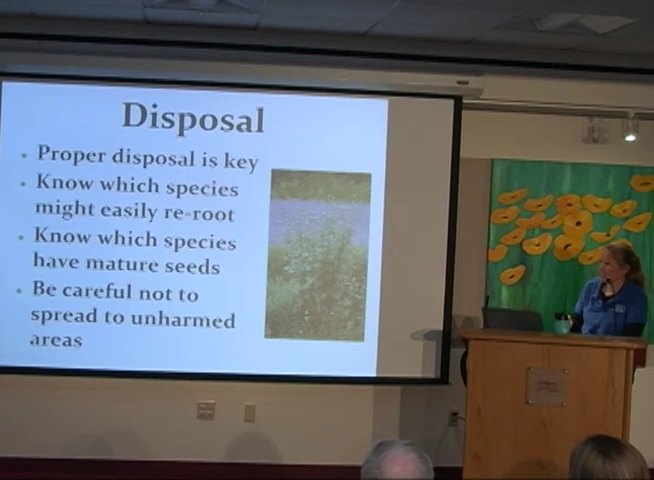 Disposal
• Proper disposal is key
• Know which species
might easily re-root
• Know which species
have mature seeds
• Be careful not to
spread to unharmed
areas